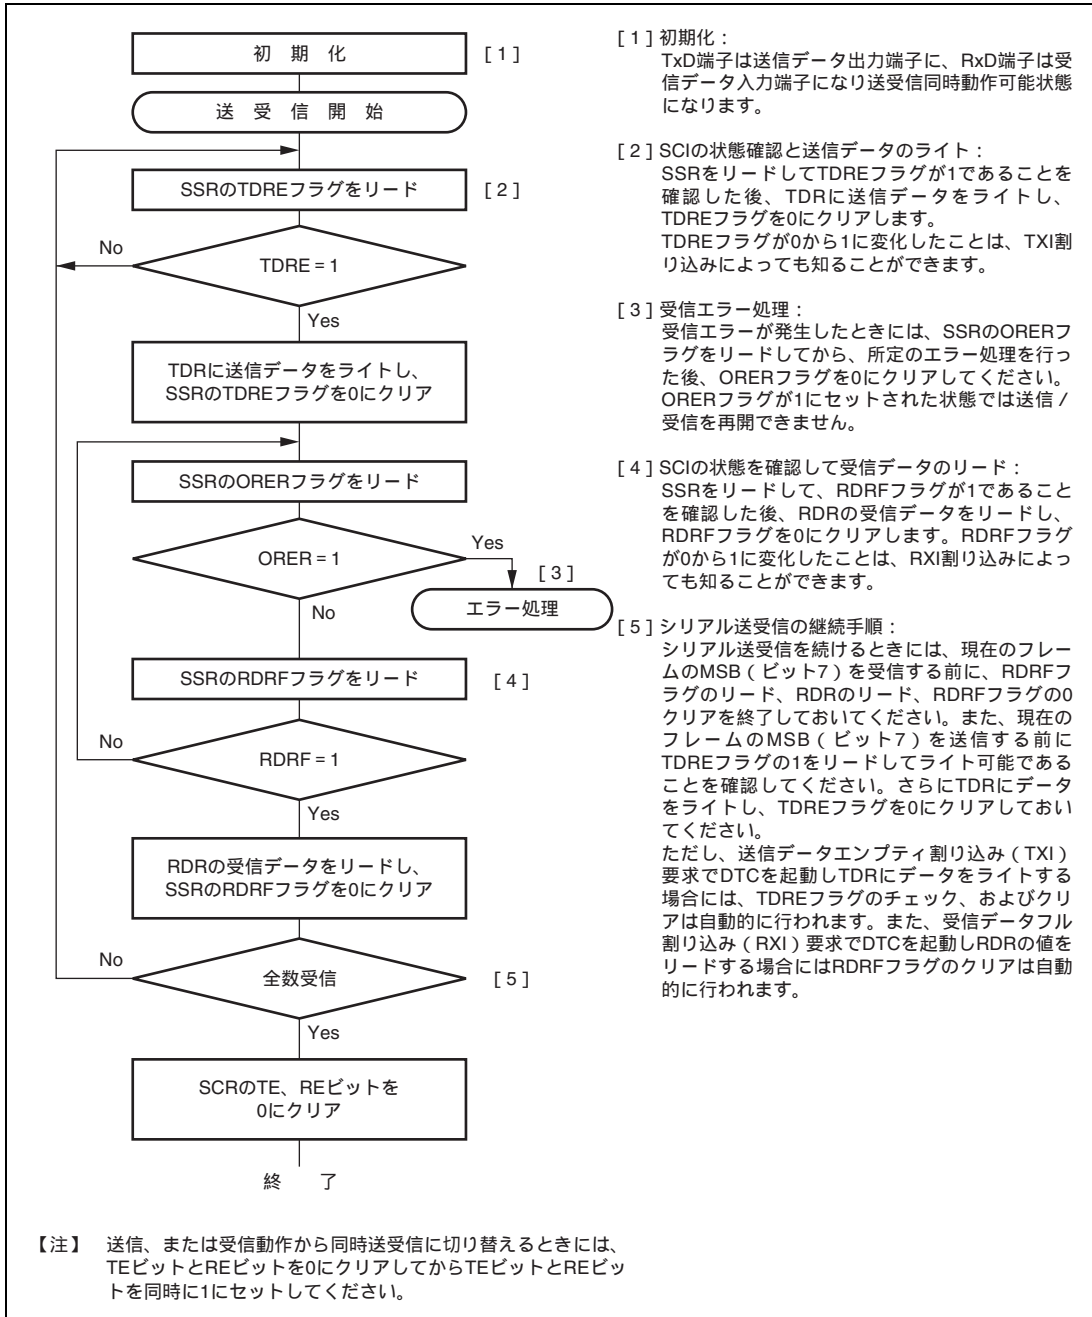 初 期 化
[ 1 ]
送 受 信 開 始
SSRのTDREフラグをリード
[ 2 ]
No
TDRE = 1
Yes
TDRに送信データをライトし、
SSRのTDREフラグを0にクリア
SSRのORERフラグをリード
ORER = 1
Yes
[ 3 ]
エラー処理
No
SSRのRDRFフラグをリード
[ 4 ]
No
RDRF = 1
Yes
RDRの受信データをリードし、
SSRのRDRFフラグを0にクリア
No
全数受信
[ 5 ]
Yes
SCRのTE、REビットを
0にクリア
終 了
[ 1 ] 初期化：
TxD端子は送信データ出力端子に、RxD端子は受
信データ入力端子になり送受信同時動作可能状態
になります。
[ 2 ] SCIの状態確認と送信データのライト：
SSRをリードしてTDREフラグが1であることを
確認した後、TDRに送信データをライトし、
TDREフラグを0にクリアします。
TDREフラグが0から1に変化したことは、TXI割
り込みによっても知ることができます。
[ 3 ] 受信エラー処理：
受信エラーが発生したときには、SSRのORERフ
ラグをリードしてから、所定のエラー処理を行っ
た後、ORERフラグを0にクリアしてください。
ORERフラグが1にセットされた状態では送信／
受信を再開できません。
[ 4 ] SCIの状態を確認して受信データのリード：
SSRをリードして、RDRFフラグが1であること
を確認した後、RDRの受信データをリードし、
RDRFフラグを0にクリアします。RDRFフラグ
が0から1に変化したことは、RXI割り込みによっ
ても知ることができます。
[ 5 ] シリアル送受信の継続手順：
シリアル送受信を続けるときには、現在のフレー
ムのMSB（ビット7）を受信する前に、RDRFフ
ラグのリード、RDRのリード、RDRFフラグの0
クリアを終了しておいてください。また、現在の
フレームのMSB（ビット7）を送信する前に
TDREフラグの1をリードしてライト可能である
ことを確認してください。さらにTDRにデータ
をライトし、TDREフラグを0にクリアしておい
てください。
ただし、送信データエンプティ割り込み（TXI）
要求でDTCを起動しTDRにデータをライトする
場合には、TDREフラグのチェック、およびクリ
アは自動的に行われます。また、受信データフル
割り込み（RXI）要求でDTCを起動しRDRの値を
リードする場合にはRDRFフラグのクリアは自動
的に行われます。
【注】 送信、または受信動作から同時送受信に切り替えるときには、
TEビットとREビットを0にクリアしてからTEビットとREビッ
トを同時に1にセットしてください。